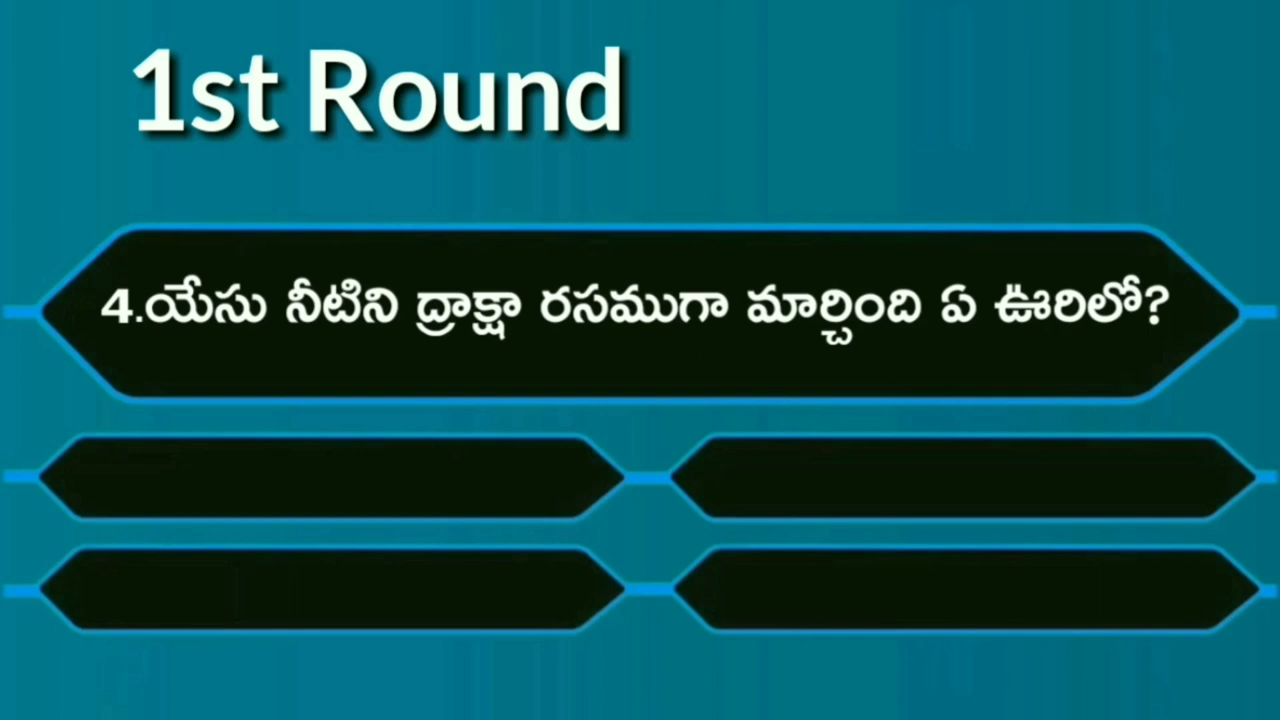 1st Round
4.యేసు నీటిని ద్రాక్షా రసముగా మార్చింది ఏ ఊరిలో?